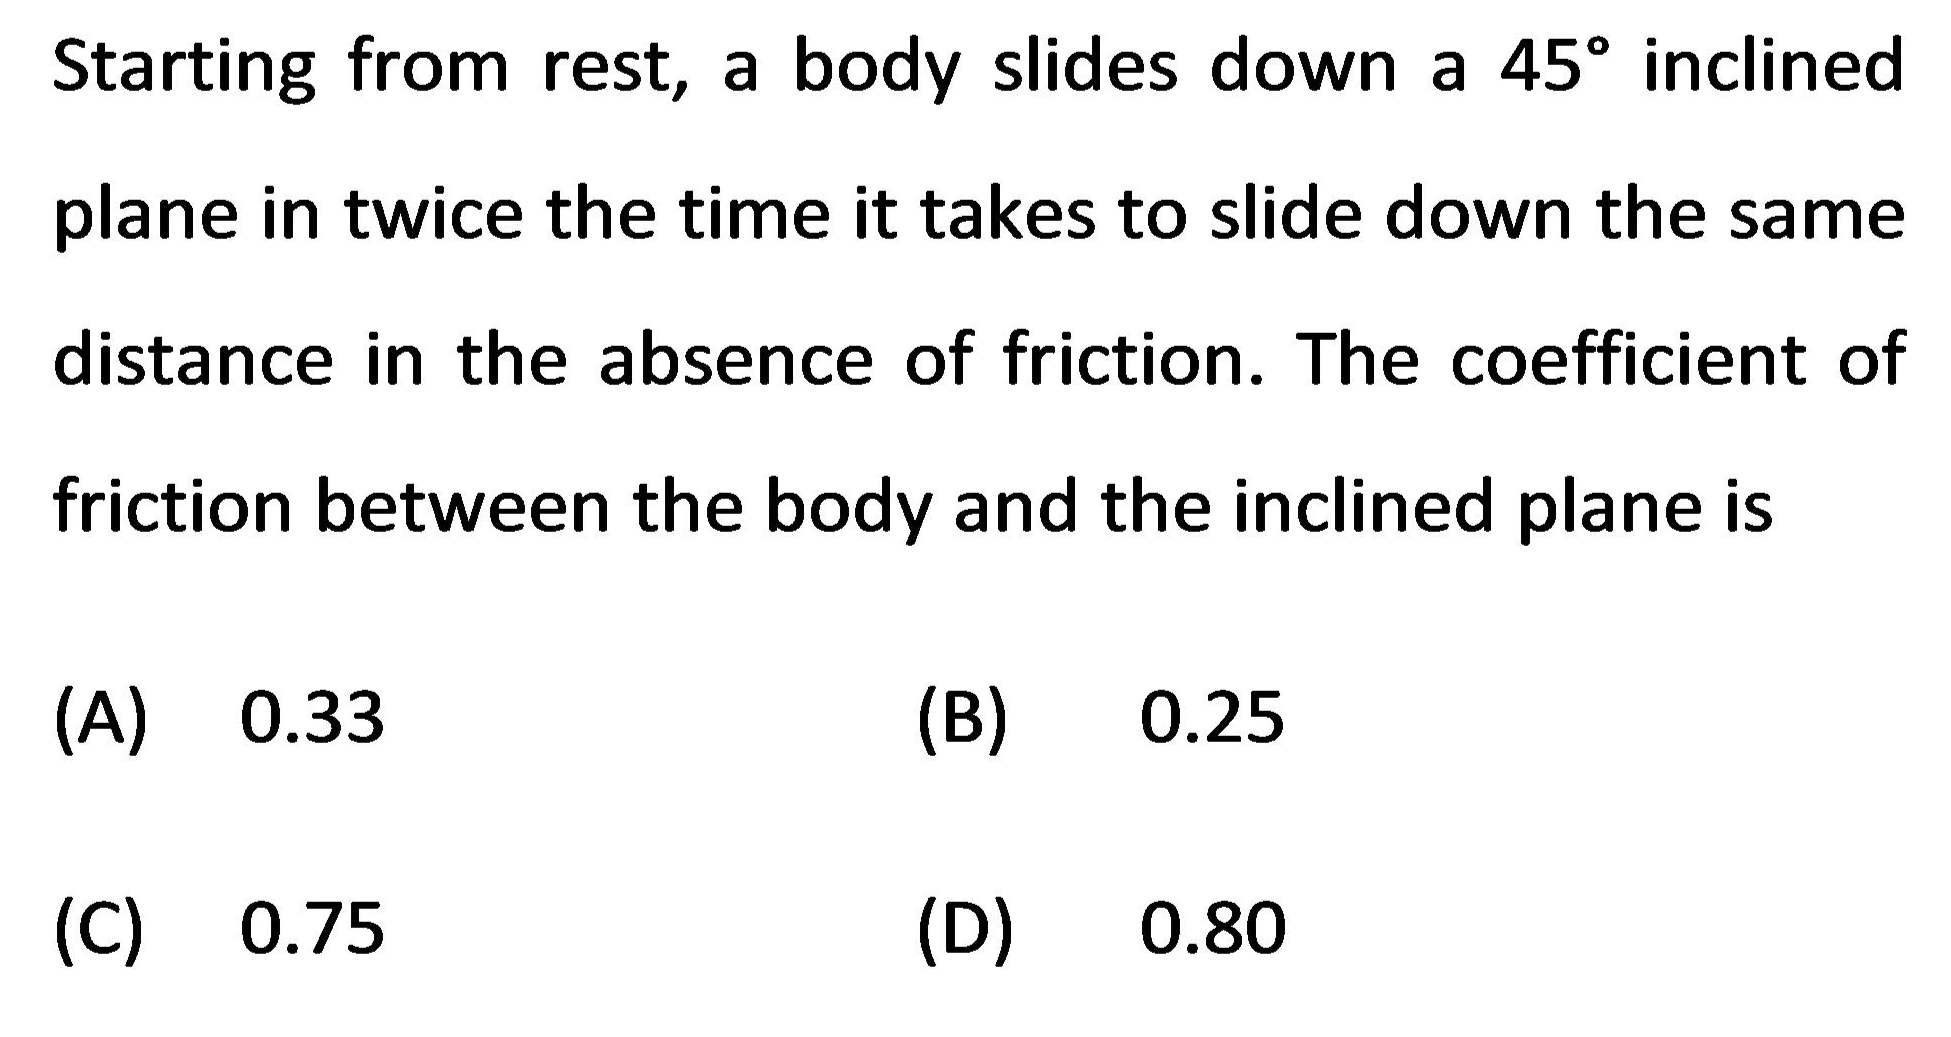 Starting from rest, a body slides down a 45° inclined
plane in twice the time it takes to slide down the same
distance in the absence of friction. The coefficient of
friction between the body and the inclined plane is
(A) 0.33 (B) 0.25
(C) 0.75 (D) 0.80